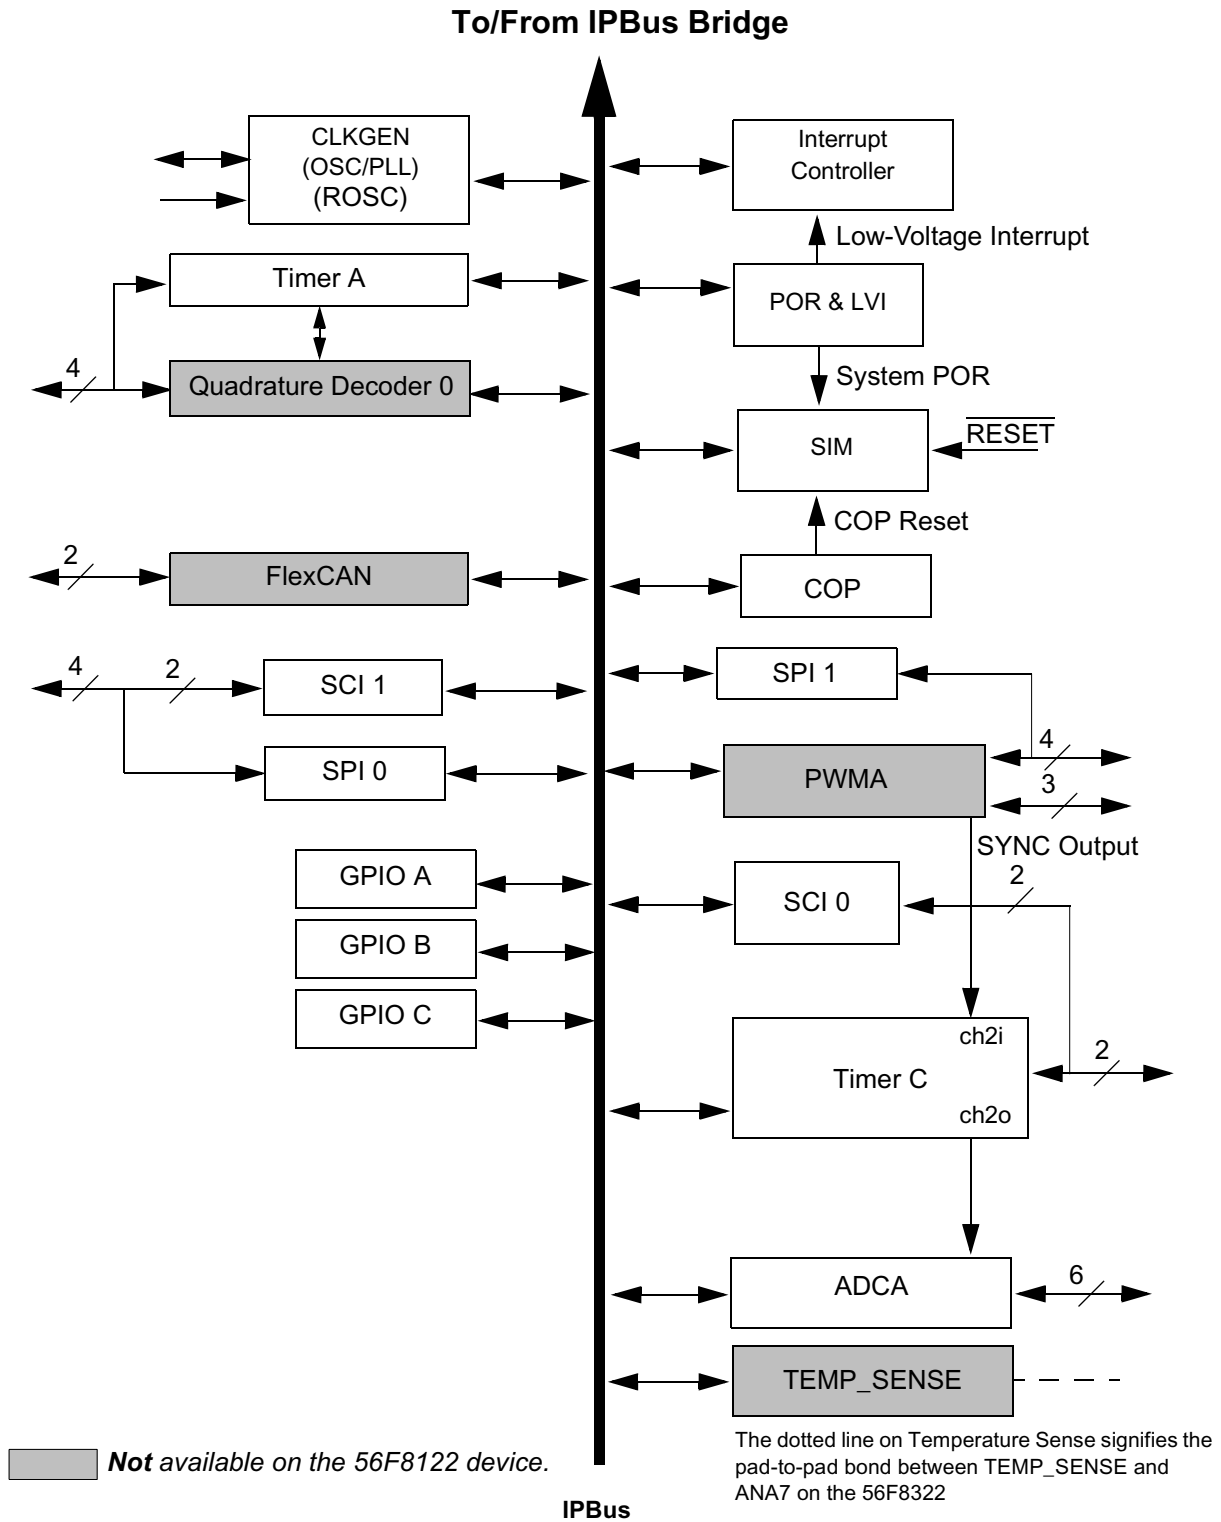 To/From IPBus Bridge
CLKGEN
(OSC/PLL)
(ROSC)
Interrupt
Controller
Low-Voltage Interrupt
Timer A
POR & LVI
4
Quadrature Decoder 0
System POR
SIM
RESET
COP Reset
2
FlexCAN
COP
4
2
SCI 1
SPI 1
SPI 0
4
PWMA
3
SYNC Output
GPIO A
2
SCI 0
GPIO B
GPIO C
ch2i
2
Timer C
ch2o
ADCA
6
TEMP_SENSE
Not available on the 56F8122 device.
The dotted line on Temperature Sense signifies the
pad-to-pad bond between TEMP_SENSE and
ANA7 on the 56F8322
IPBus